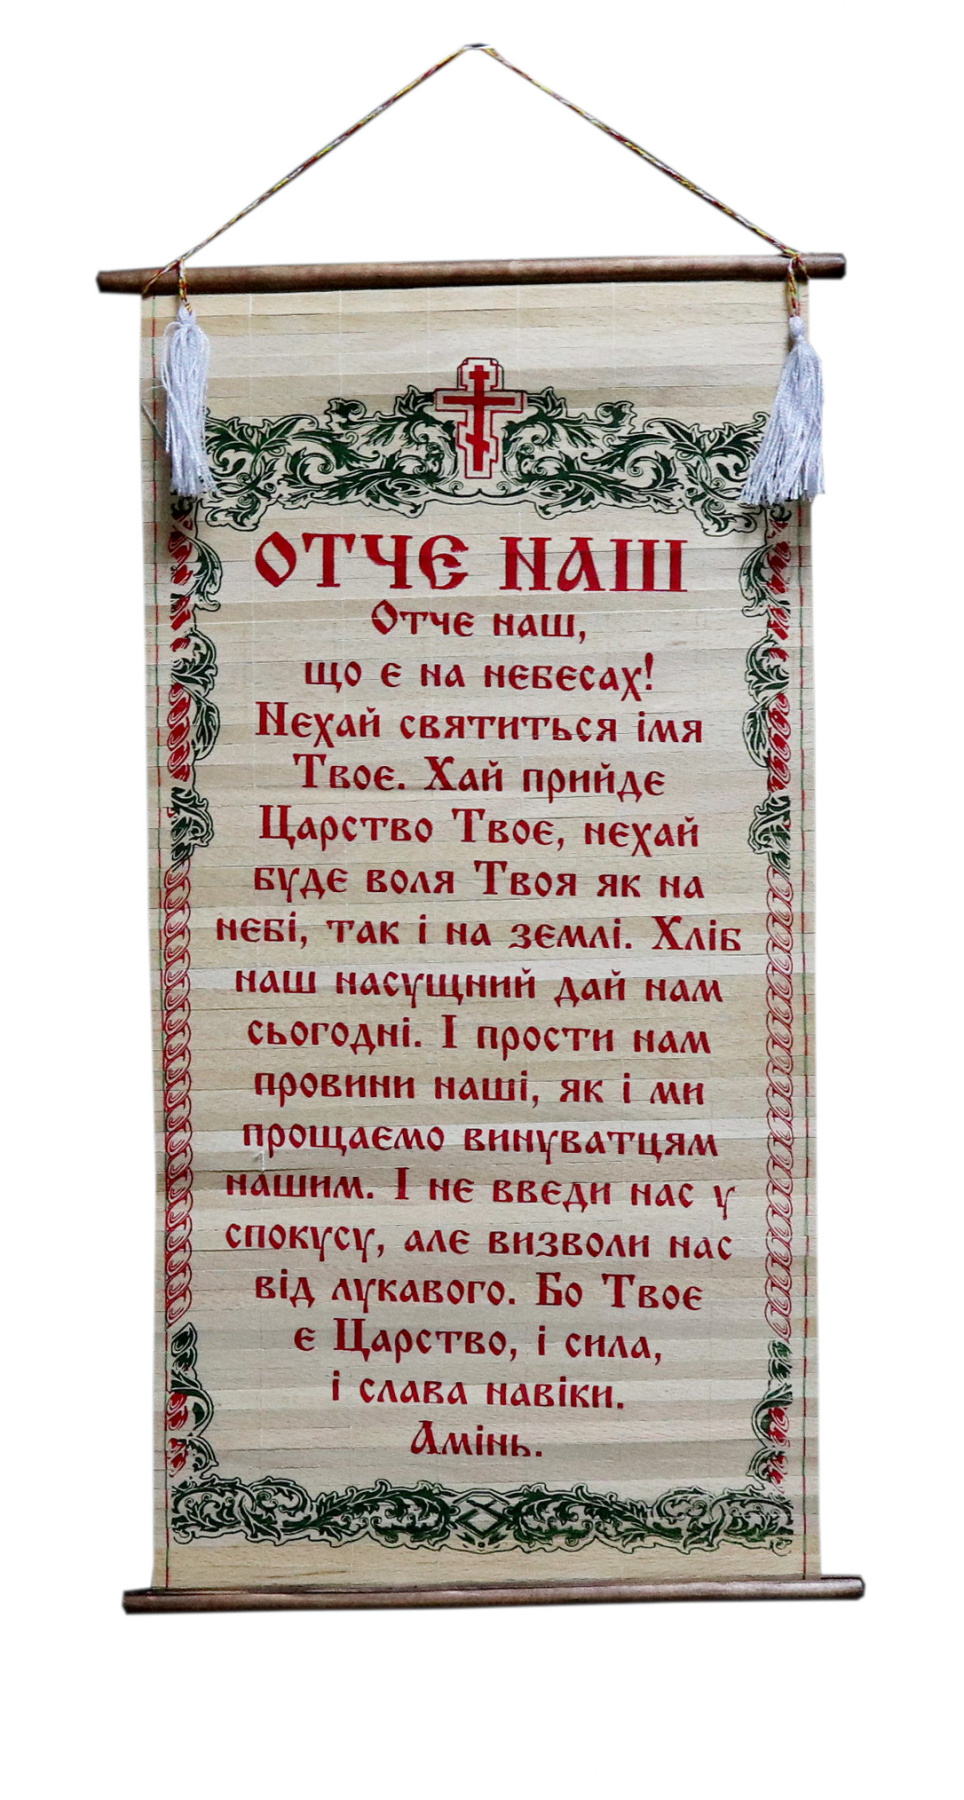 ОТЧЕ НАШ
Отче наш,
що є на небесах!
Нехай святиться імя
Твоє. Хай прийде
Царство Твоє, нехай
буде воля Твоя як на
небі, так і на землі. Хліб
наш насущний дай нам
сьогодні. І прости нам
провини наші, як і ми
прощаємо винуватцям
нашим. І не введи нас у
спокусу, але визволи нас
від лукавого. Бо Твоє
є Царство, і сила,
і слава навіки.
Амінь.